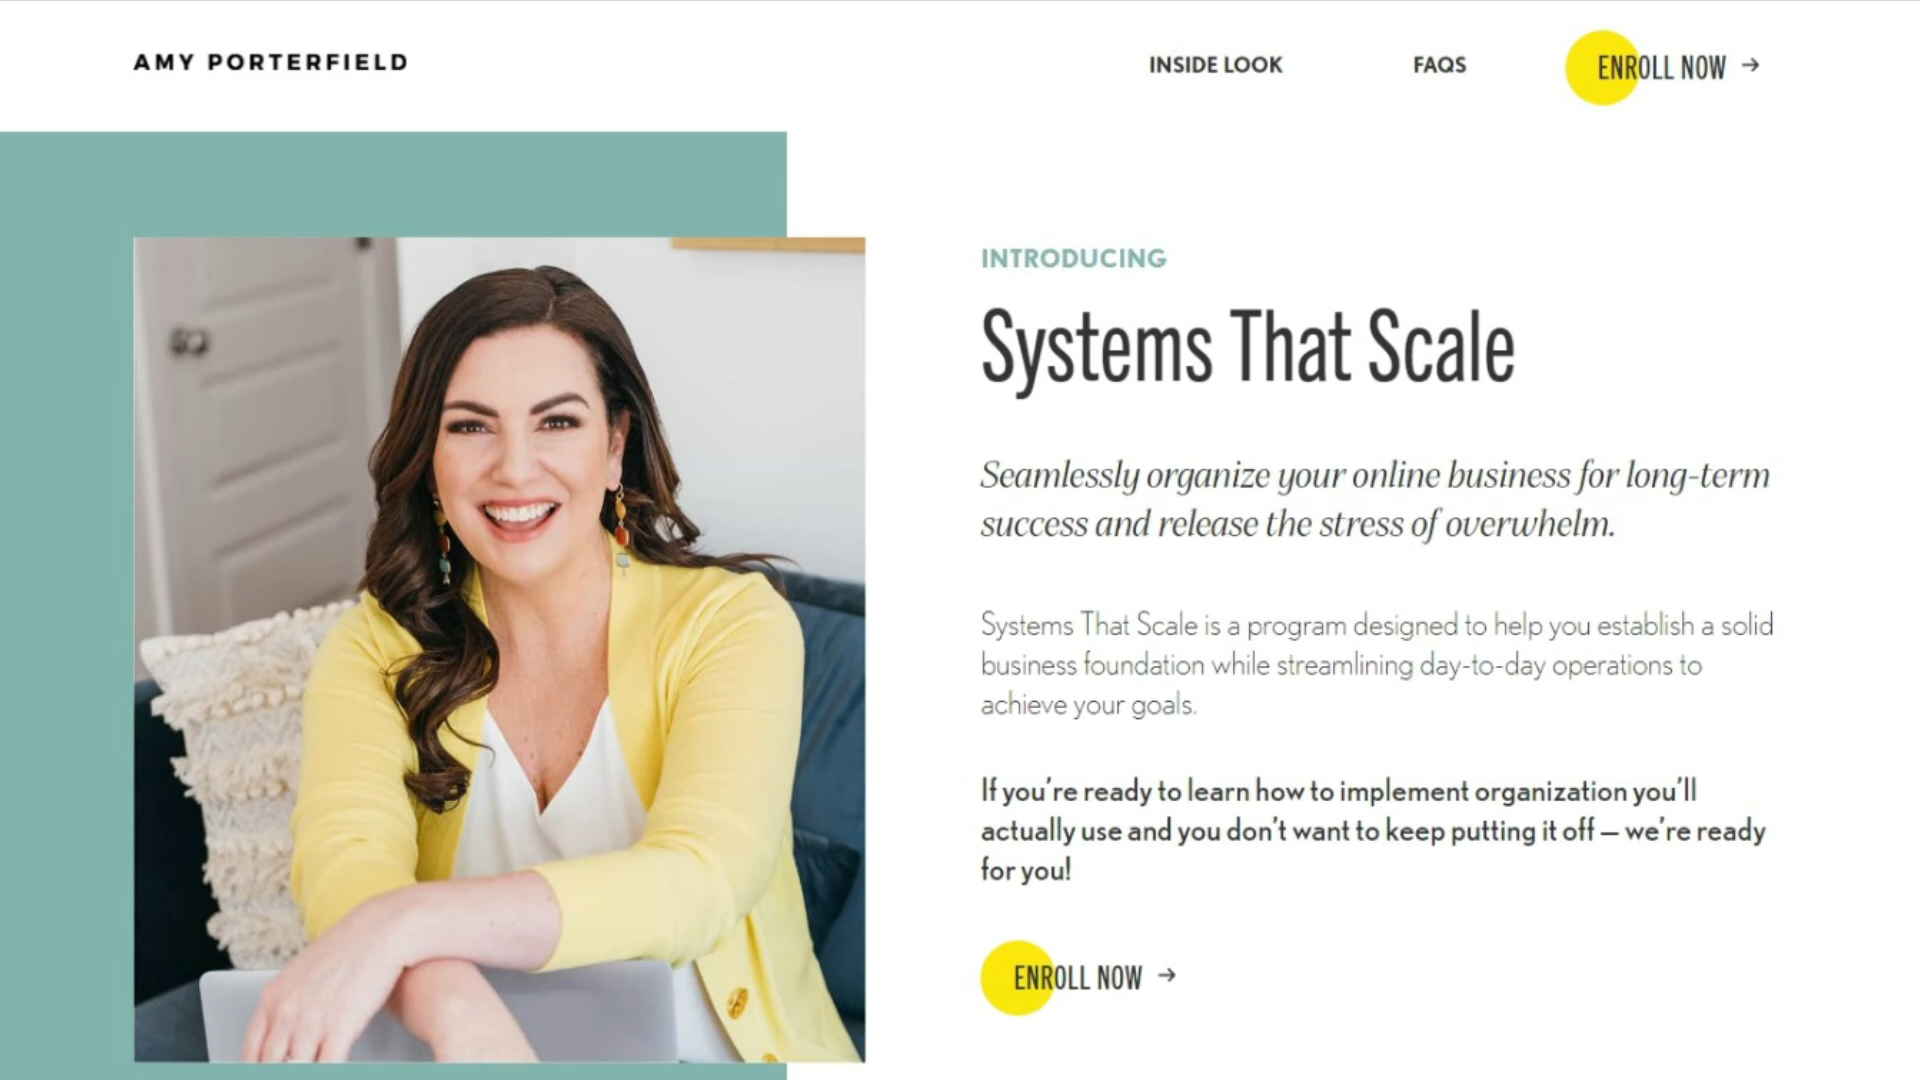 AMY PORTERFIELD
INSIDE LOOK
FAQS
ENROLL NOW →
INTRODUCING
Systems That Scale
Seamlessly organize your online business for long-term
success and release the stress of overwhelm.
Systems That Scale is a program designed to help you establish a solid
business foundation while streamlining day-to-day operations to
achieve your goals.
If you’re ready to learn how to implement organization you’ll
actually use and you don’t want to keep putting it off — we’re ready
for you!
ENROLL NOW →